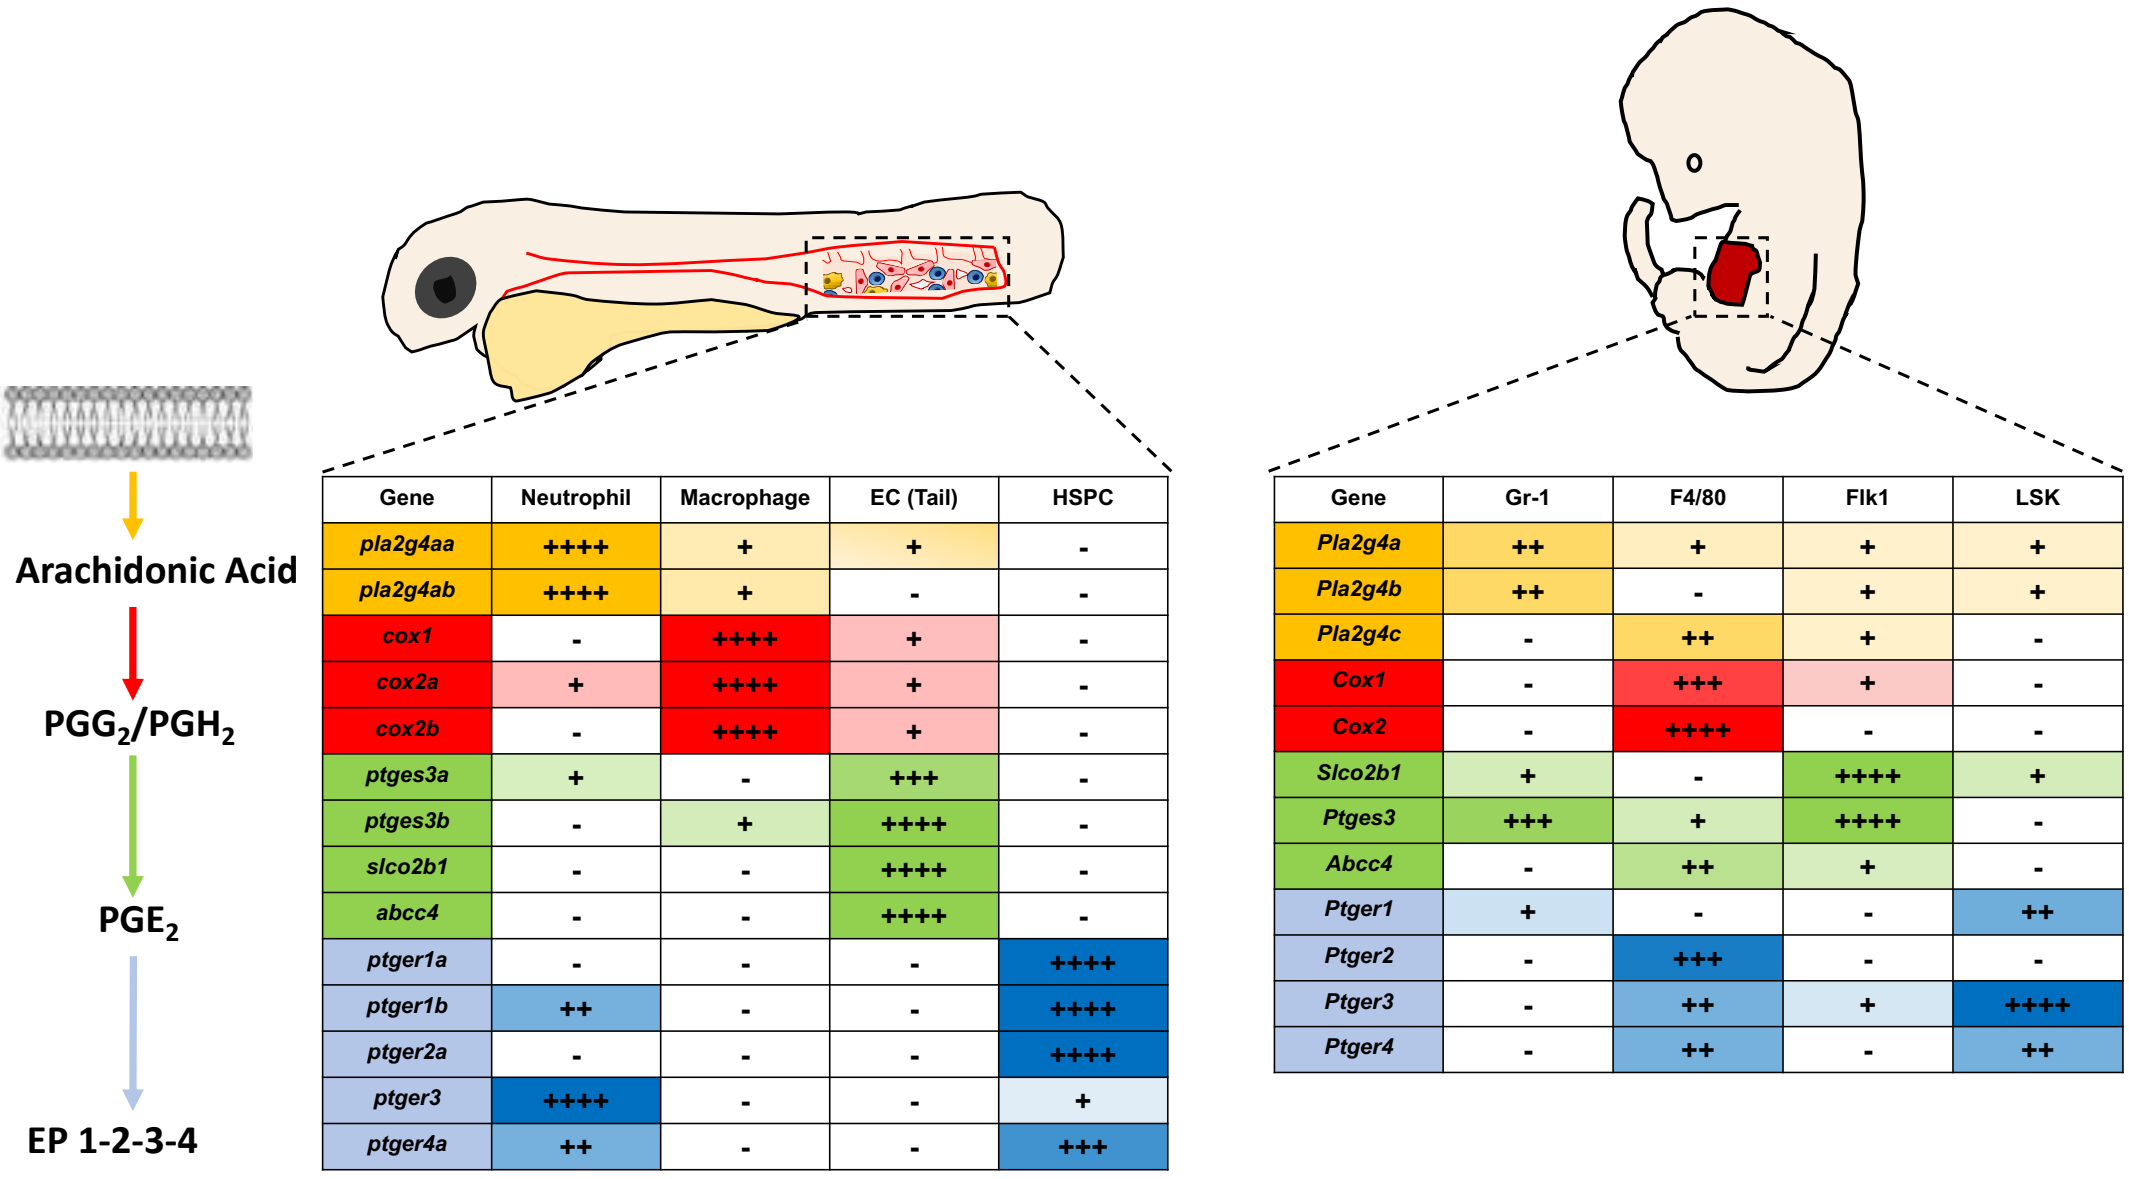 Arachidonic Acid
PGG2/PGH2
PGE2
EP 1-2-3-4
Gene Neutrophil Macrophage EC (Tail) HSPC
pla2g4aa ++++ + + -
pla2g4ab ++++ + - -
cox1 - ++++ + -
cox2a + ++++ + -
cox2b - ++++ + -
ptges3a + - +++ -
ptges3b - + ++++ -
slco2b1 - - ++++ -
abcc4 - - ++++ -
ptger1a - - - ++++
ptger1b ++ - - ++++
ptger2a - - - ++++
ptger3 ++++ - - +
ptger4a ++ - - +++
Gene Gr-1 F4/80 Flk1 LSK
Pla2g4a ++ + + +
Pla2g4b ++ - + +
Pla2g4c - ++ + -
Cox1 - +++ + -
Cox2 - ++++ - -
Slco2b1 + - ++++ +
Ptges3 +++ + ++++ -
Abcc4 - ++ + -
Ptger1 + - - ++
Ptger2 - +++ - -
Ptger3 - ++ + ++++
Ptger4 - ++ - ++